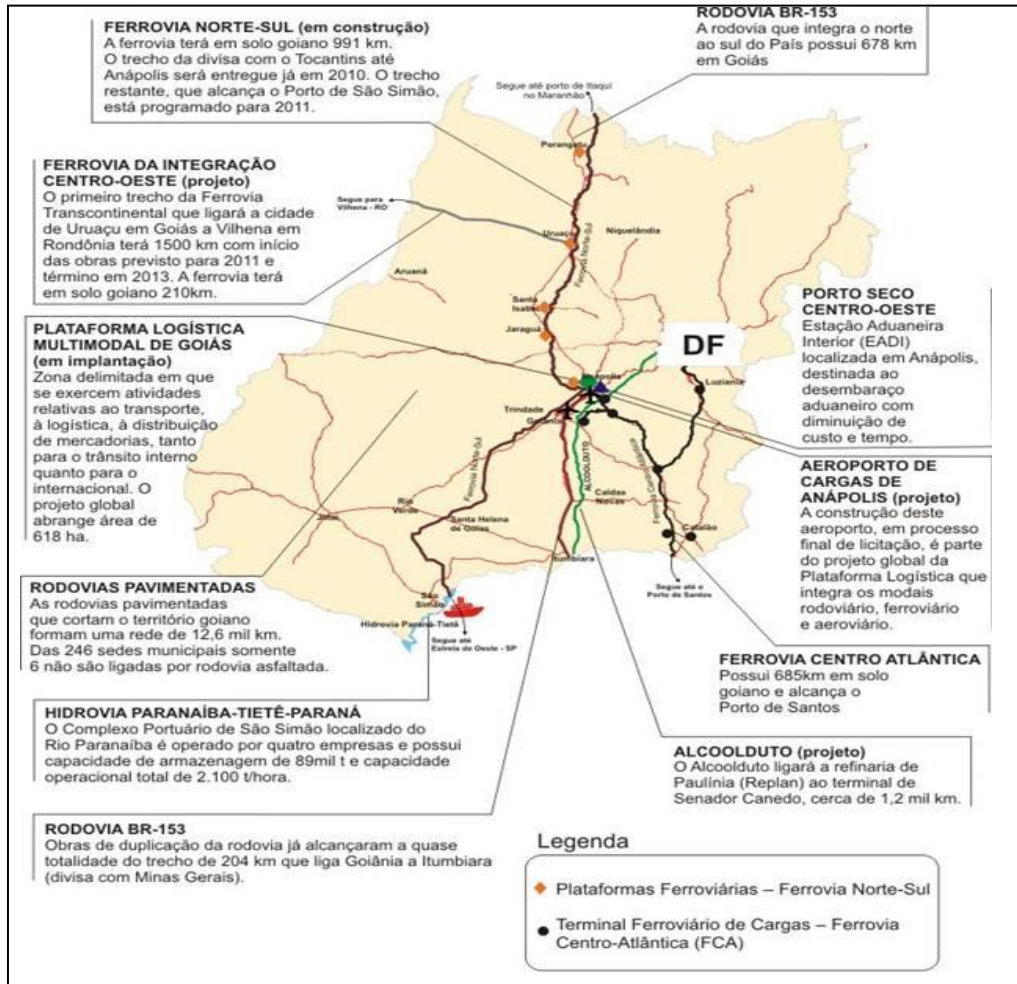 FERROVIA NORTE-SUL (em construção)
A ferrovia terá em solo goiano 991 km.
O trecho da divisa com o Tocantins até
Anápolis será entregue já em 2010. O trecho
restante, que alcança o Porto de São Simão,
está programado para 2011.
RODOVIA BR-153
A rodovia que integra o norte
ao sul do País possui 678 km
em Goiás
Segue até porto de Itaqui
no Maranhão
Porangatu
FERROVIA DA INTEGRAÇÃO
CENTRO-OESTE (projeto)
O primeiro trecho da Ferrovia
Transcontinental que ligará a cidade
de Uruaçu em Goiás a Vilhena em
Rondônia terá 1500 km com início
das obras previsto para 2011 e
término em 2013. A ferrovia terá
em solo goiano 210km.
Segue para
Vilhena - RO
Uruaçu
Niquelândia
Ferrovia Norte-Sul
Aruanã
Santa
Isabel
Jaraguá
PLATAFORMA LOGÍSTICA
MULTIMODAL DE GOIÁS
(em implantação)
Zona delimitada em que
se exercem atividades
relativas ao transporte,
à logística, à distribuição
de mercadorias, tanto
para o trânsito interno
quanto para o
internacional. O
projeto global
abrange área de
618 ha.
DF
Anápolis
Luziania
Trindade
Goiânia
PORTO SECO
CENTRO-OESTE
Estação Aduaneira
Interior (EADI)
localizada em Anápolis,
destinada ao
desembaraço
aduaneiro com
diminuição de
custo e tempo.
Ferrovia Norte-Sul
ALCOOLDUTO
Ferrovia Centro Atlântica
Rio
Verde
Caldas
Novas
Jataí
Santa Helena
de Goiás
Catalão
Itumbiara
AEROPORTO DE
CARGAS DE
ANÁPOLIS (projeto)
A construção deste
aeroporto, em processo
final de licitação, é parte
do projeto global da
Plataforma Logística que
integra os modais
rodoviário, ferroviário
e aeroviário.
RODOVIAS PAVIMENTADAS
As rodovias pavimentadas
que cortam o território goiano
formam uma rede de 12,6 mil km.
Das 246 sedes municipais somente
6 não são ligadas por rodovia asfaltada.
São
Simão
Hidrovia Paraná-Tietê
Segue até
Estrela do Oeste - SP
Segue até o
Porto de Santos
FERROVIA CENTRO ATLÂNTICA
Possui 685km em solo
goiano e alcança o
Porto de Santos
HIDROVIA PARANAÍBA-TIETÊ-PARANÁ
O Complexo Portuário de São Simão localizado do
Rio Paranaíba é operado por quatro empresas e possui
capacidade de armazenagem de 89mil t e capacidade
operacional total de 2.100 t/hora.
ALCOOLDUTO (projeto)
O Alcoolduto ligará a refinaria de
Paulínia (Replan) ao terminal de
Senador Canedo, cerca de 1,2 mil km.
RODOVIA BR-153
Obras de duplicação da rodovia já alcançaram a quase
totalidade do trecho de 204 km que liga Goiânia a Itumbiara
(divisa com Minas Gerais).
Legenda
Plataformas Ferroviárias – Ferrovia Norte-Sul
Terminal Ferroviário de Cargas – Ferrovia
Centro-Atlântica (FCA)